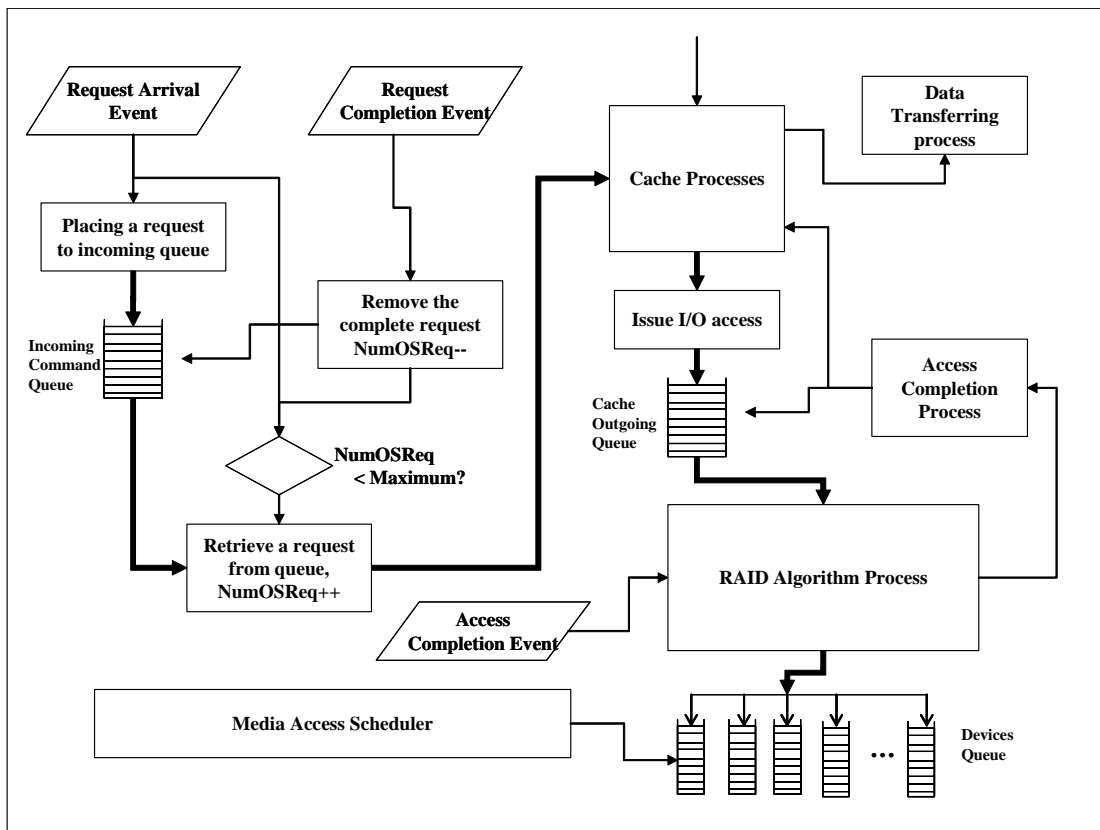 Request Arrival
Event
Request
Completion Event
Data
Transferring
process
Cache Processes
Placing a request
to incoming queue
Remove the
complete request
NumOSReq--
Issue I/O access
Incoming
Command
Queue
Access
Completion
Process
Cache
Outgoing
Queue
NumOSReq
< Maximum?
Retrieve a request
from queue,
NumOSReq++
RAID Algorithm Process
Access
Completion Event
Media Access Scheduler
...
Devices
Queue